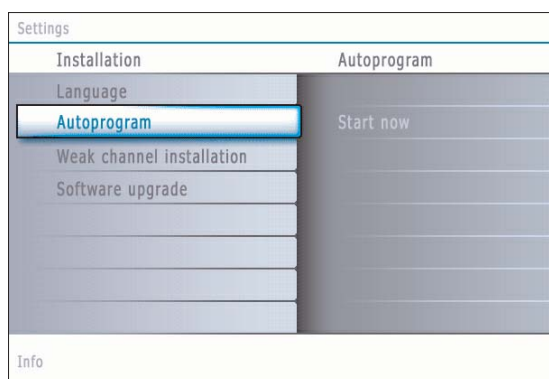 Settings
Installation
Autoprogram
Language
Autoprogram
Start now
Weak channel installation
Software upgrade
Info